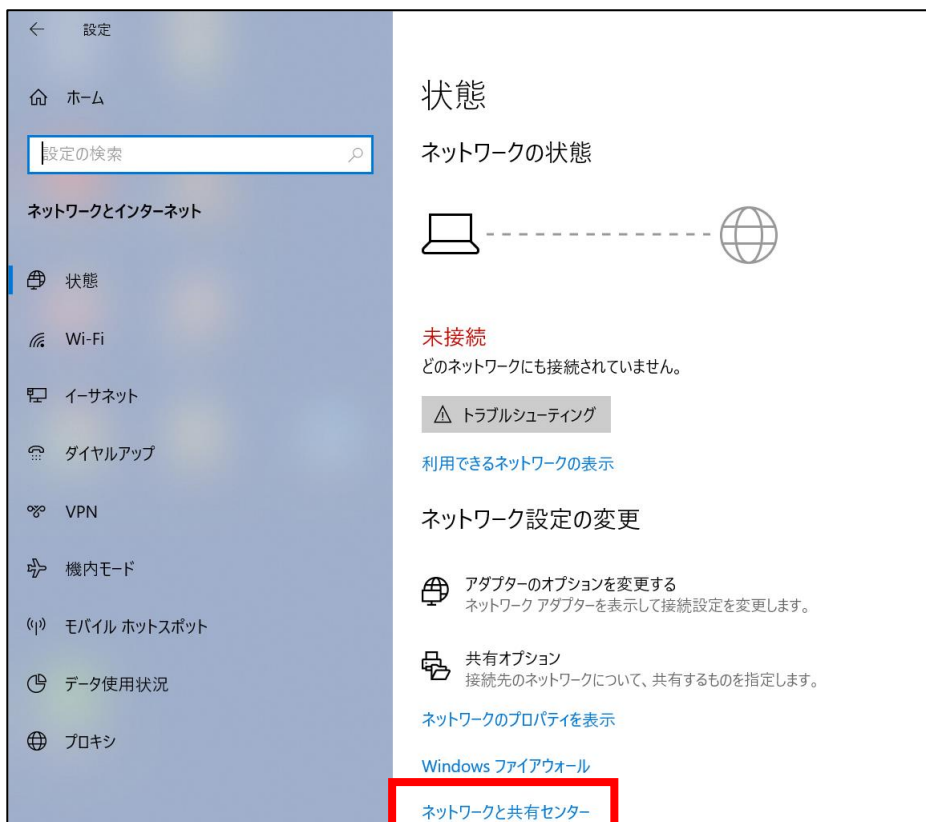 設定
ホーム
設定の検索
ネットワークとインターネット
状態
Wi-Fi
イーサネット
ダイヤルアップ
VPN
機内モード
モバイル ホットスポット
データ使用状況
プロキシ
状態
ネットワークの状態
未接続
どのネットワークにも接続されていません。
トラブルシューティング
利用できるネットワークの表示
ネットワーク設定の変更
アダプターのオプションを変更する
ネットワーク アダプターを表示して接続設定を変更します。
共有オプション
接続先のネットワークについて、共有するものを指定します。
ネットワークのプロパティを表示
Windows ファイアウォール
ネットワークと共有センター